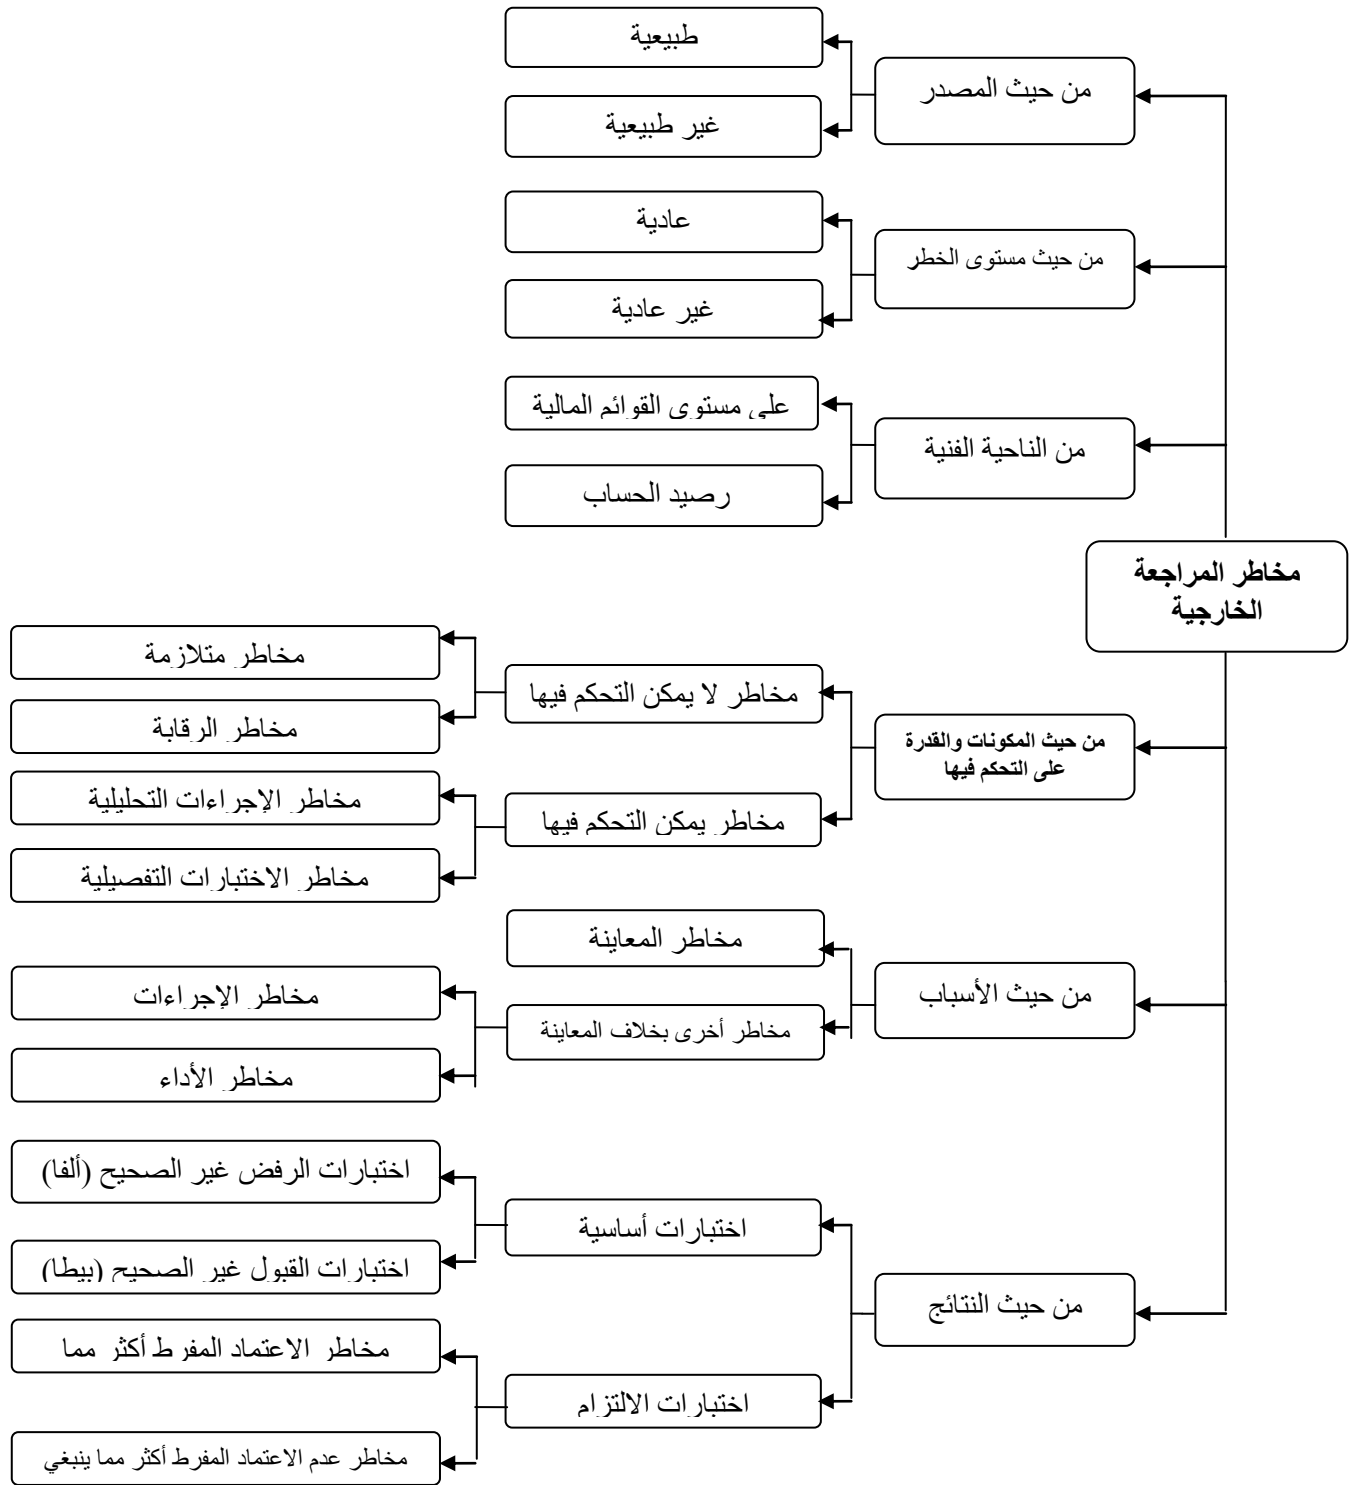 مخاطر المراجعة
الخارجية
من حيث المصدر
طبيعية
غير طبيعية
من حيث مستوى الخطر
عادية
غير عادية
من الناحية الفنية
على مستوى القوائم المالية
رصيد الحساب
من حيث المكونات والقدرة
على التحكم فيها
مخاطر لا يمكن التحكم فيها
مخاطر متلازمة
مخاطر الرقابة
مخاطر يمكن التحكم فيها
مخاطر الإجراءات التحليلية
مخاطر الاختبارات التفصيلية
من حيث الأسباب
مخاطر المعاينة
مخاطر أخرى بخلاف المعاينة
مخاطر الإجراءات
مخاطر الأداء
من حيث النتائج
اختبارات أساسية
اختبارات الرفض غير الصحيح (ألفا)
اختبارات القبول غير الصحيح (بيطا)
اختبارات الالتزام
مخاطر الاعتماد المفرط أكثر مما
مخاطر عدم الاعتماد المفرط أكثر مما ينبغي